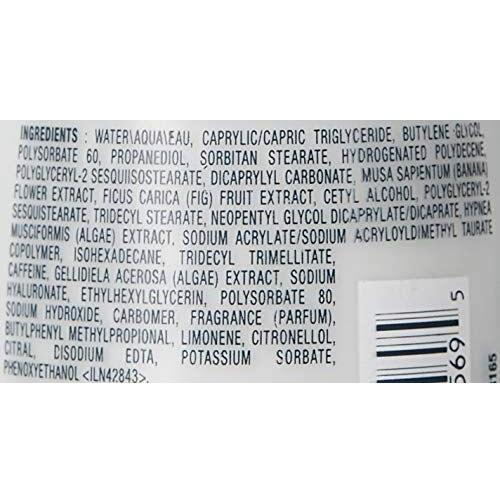 INGREDIENTS : WATER\AQUA\EAU, CAPRYLIC/CAPRIC TRIGLYCERIDE, BUTYLENE GLYCOL,
POLYSORBATE 60, PROPANEDIOL, SORBITAN STEARATE, HYDROGENATED POLYDECENE,
POLYGLYCERYL-2 SESQUIISOSTEARATE, DICAPRYLYL CARBONATE, MUSA SAPIENTUM (BANANA)
FLOWER EXTRACT, FICUS CARICA (FIG) FRUIT EXTRACT, CETYL ALCOHOL, POLYGLYCERYL-2
SESQUISTEARATE, TRIDECYL STEARATE, NEOPENTYL GLYCOL DICAPRYLATE/DICAPRATE, HYPNEA
MUSCIFORMIS (ALGAE) EXTRACT, SODIUM ACRYLATE/SODIUM ACRYLOYLDIMETHYL TAURATE
COPOLYMER, ISOHEXADECANE, TRIDECYL TRIMELLITATE,
CAFFEINE, GELLIDIELA ACEROSA (ALGAE) EXTRACT, SODIUM
HYALURONATE, ETHYLHEXYLGLYCERIN, POLYSORBATE 80,
SODIUM HYDROXIDE, CARBOMER, FRAGRANCE (PARFUM),
BUTYLPHENYL METHYLPROPIONAL, LIMONENE, CITRONELLOL,
CITRAL, DISODIUM EDTA, POTASSIUM SORBATE,
PHENOXYETHANOL <ILN42843>.
569 5
165